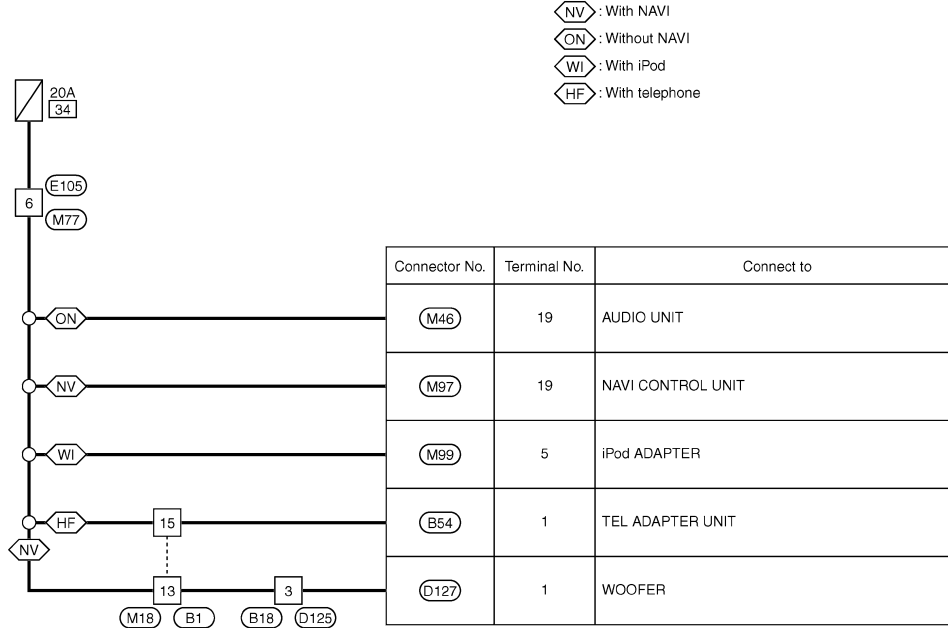 NV : With NAVI
ON : Without NAVI
WI : With iPod
HF : With telephone
20A
34
E105
6
M77
Connector No. Terminal No. Connect to
ON M46 19 AUDIO UNIT
NV M97 19 NAVI CONTROL UNIT
WI M99 5 iPod ADAPTER
HF 15 B54 1 TEL ADAPTER UNIT
NV
13 3 D127 1 WOOFER
M18 B1 B18 D125